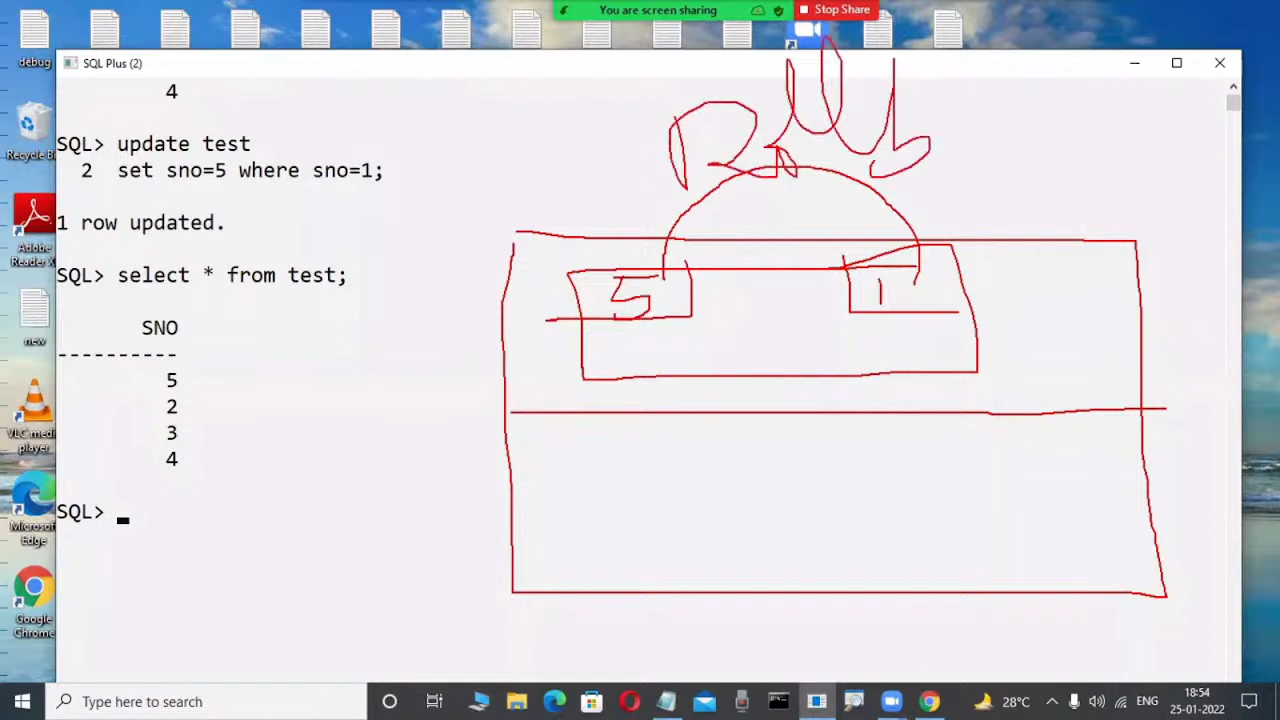 You are screen sharing
Stop Share
debug
SQL Plus (2)
4
SQL> update test
2 set sno=5 where sno=1;
1 row updated.
SQL> select * from test;
SNO
----------
5
2
3
4
SQL>
Recycle Bi
Adobe
Reader X
new
VLC media
player
Microsoft
Edge
Google
Chrome
5
1
Type here to search
28°C
ENG
18:54
25-01-2022